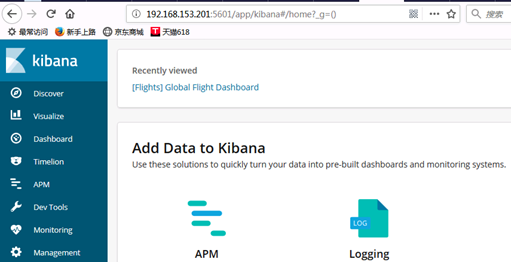 192.168.153.201:5601/app/kibana#/home?_g=()
搜索
最常访问 新手上路 京东商城 天猫618
kibana
Discover
Visualize
Dashboard
Timelion
APM
Dev Tools
Monitoring
Management
Recently viewed
[Flights] Global Flight Dashboard
Add Data to Kibana
Use these solutions to quickly turn your data into pre-built dashboards and monitoring systems.
LOG
APM Logging